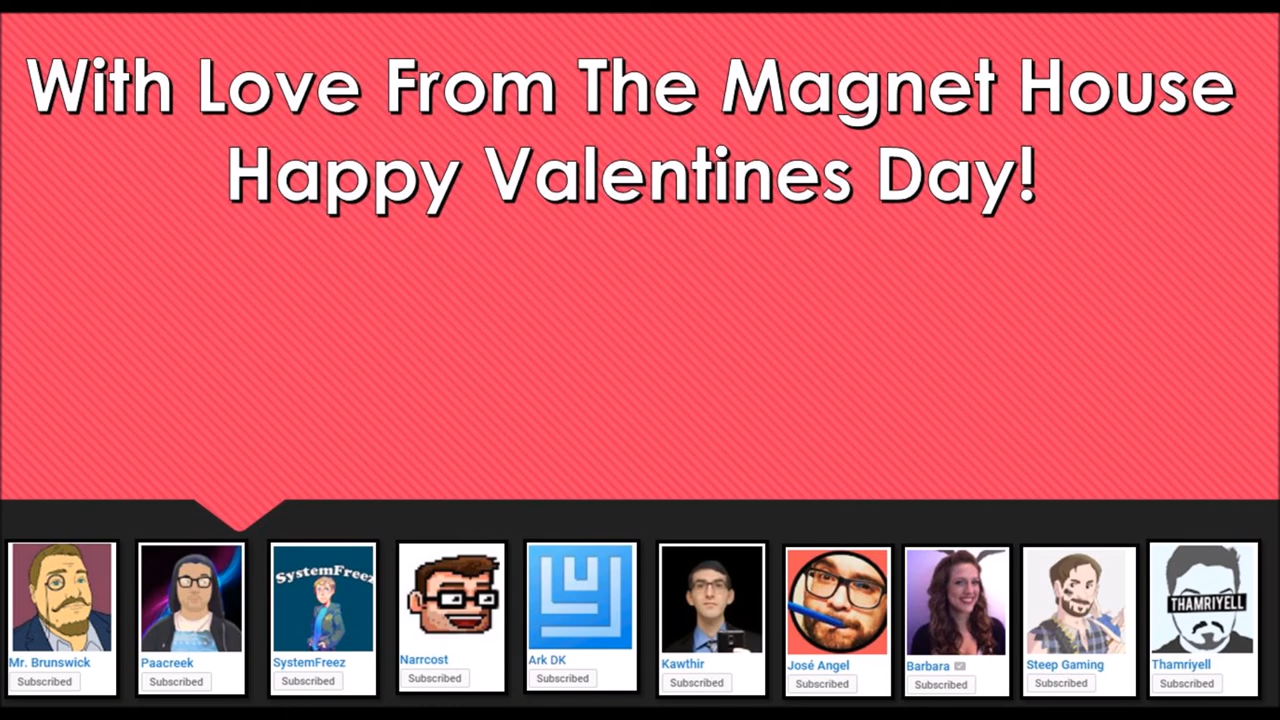 With Love From The Magnet House
Happy Valentines Day!
SystemFreez
THAMRIYELL
Mr. Brunswick
Paacreek
SystemFreez
Narrcost
Ark DK
Kawthir
José Angel
Barbara
Steep Gaming
Thamriyell
Subscribed
Subscribed
Subscribed
Subscribed
Subscribed
Subscribed
Subscribed
Subscribed
Subscribed
Subscribed